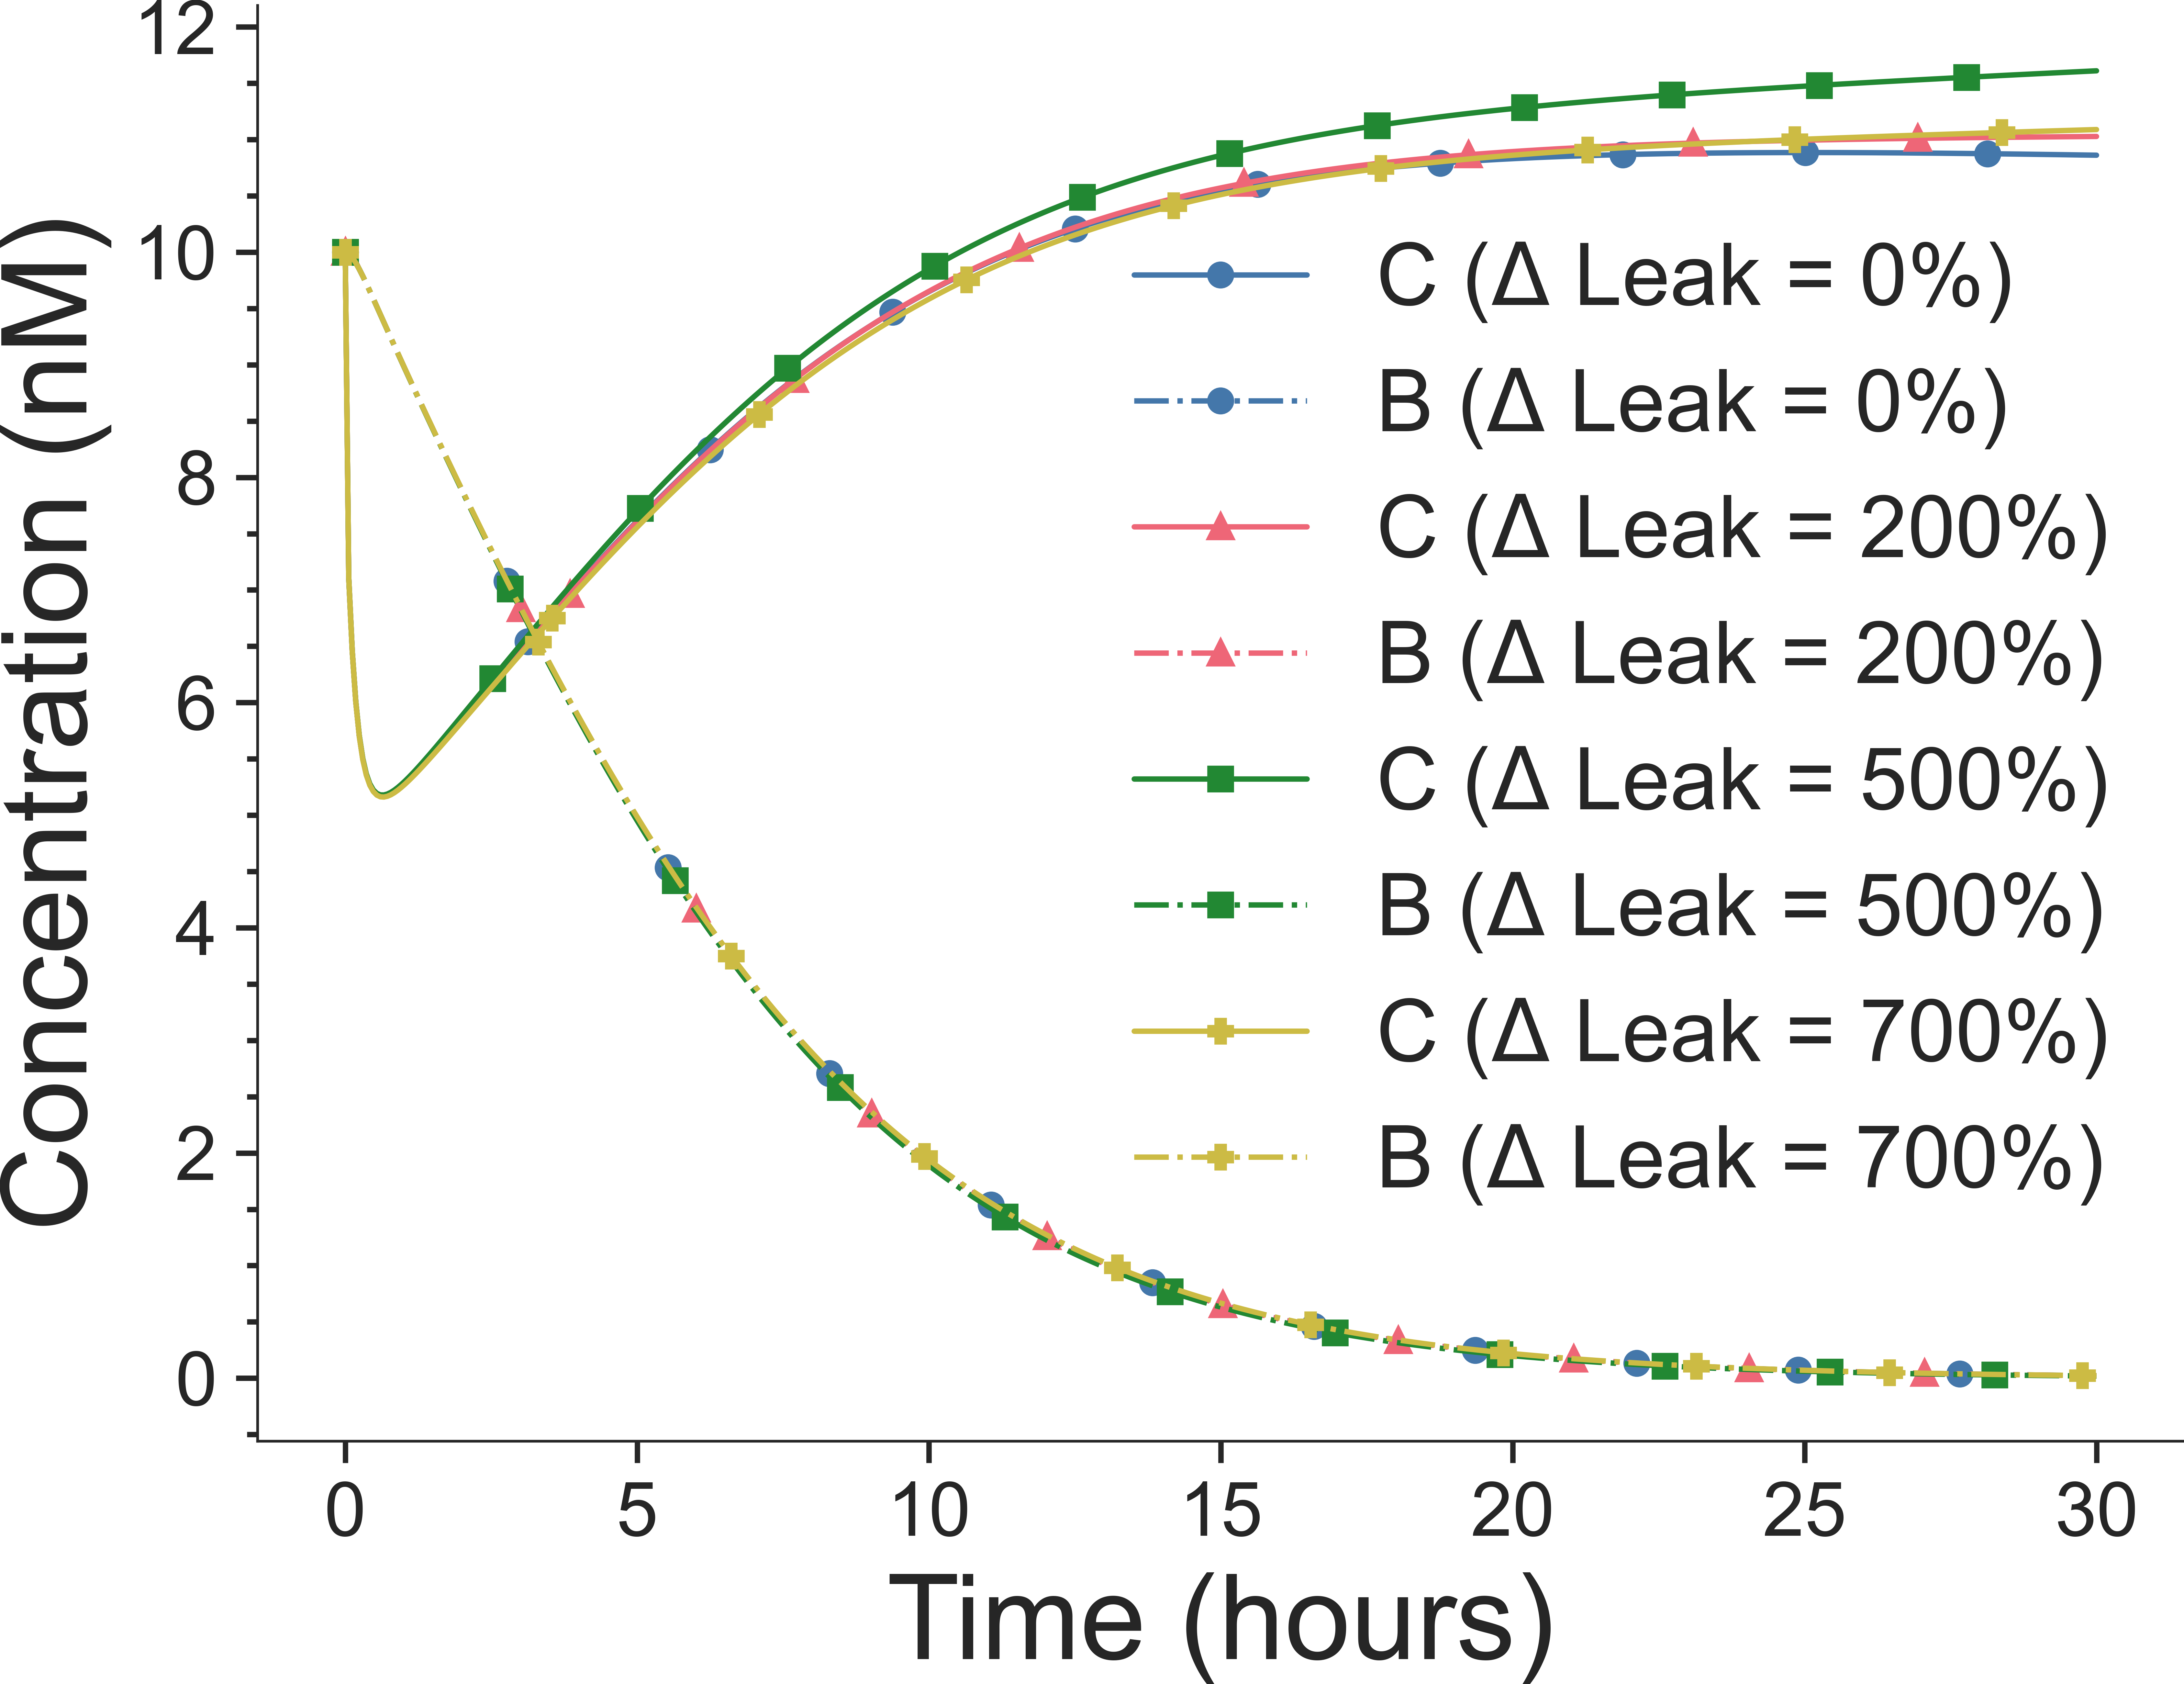 Concentration (nM)
12
10
8
6
4
2
0
C (Δ Leak = 0%)
B (Δ Leak = 0%)
C (Δ Leak = 200%)
B (Δ Leak = 200%)
C (Δ Leak = 500%)
B (Δ Leak = 500%)
C (Δ Leak = 700%)
B (Δ Leak = 700%)
0 5 10 15 20 25 30
Time (hours)